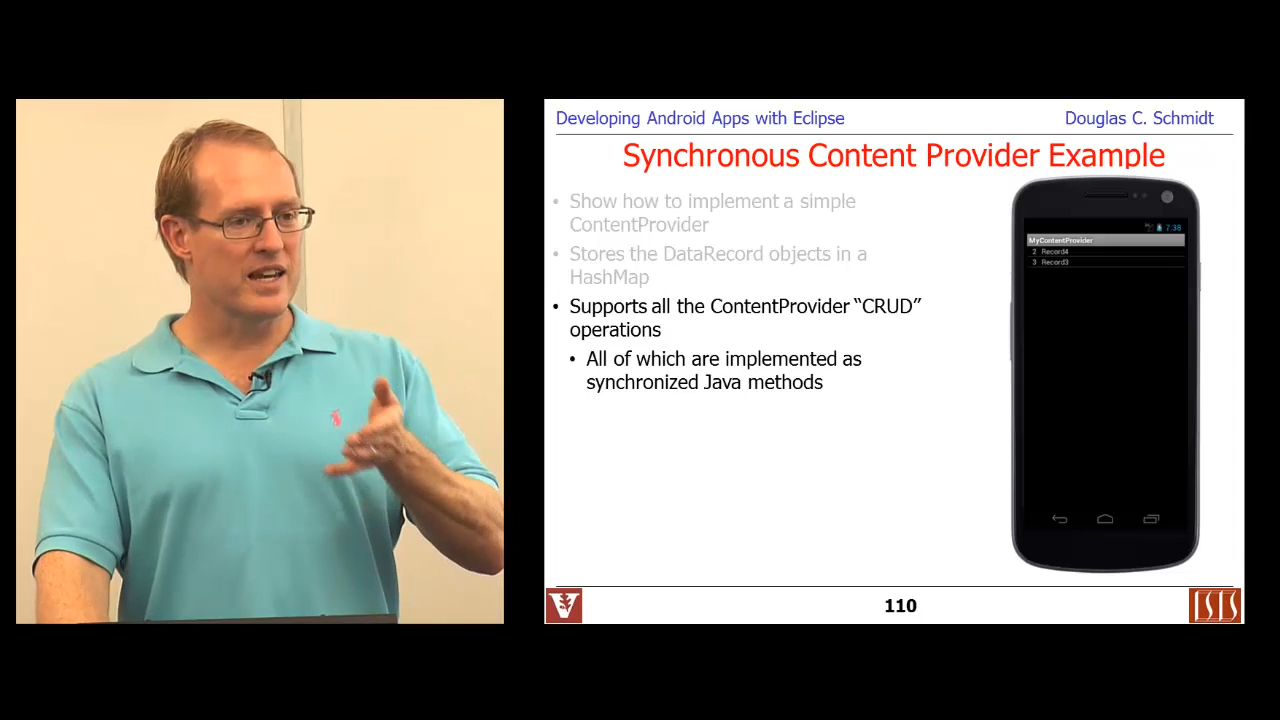 Developing Android Apps with Eclipse
Douglas C. Schmidt
Synchronous Content Provider Example
• Show how to implement a simple
ContentProvider
• Stores the DataRecord objects in a
HashMap
• Supports all the ContentProvider “CRUD”
operations
• All of which are implemented as
synchronized Java methods
7:38
MyContentProvider
2 Record4
3 Record3
V
110
ISIS